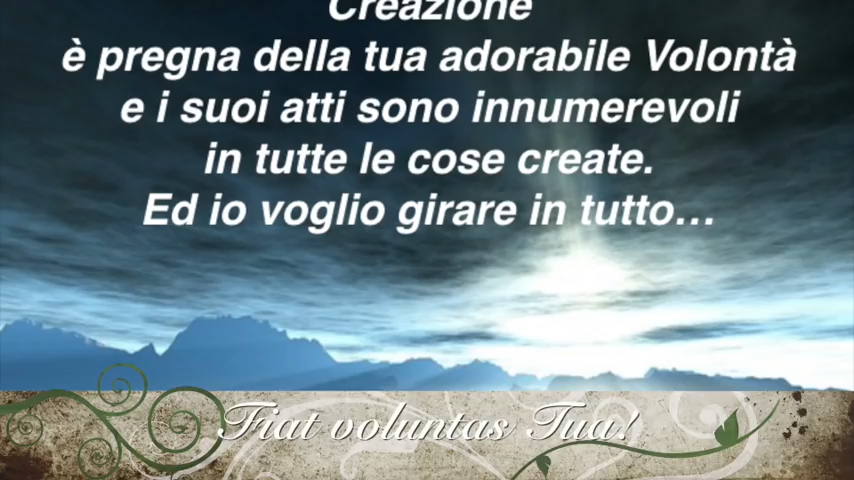 Creazione
è pregna della tua adorabile Volontà
e i suoi atti sono innumerevoli
in tutte le cose create.
Ed io voglio girare in tutto…
Fiat voluntas Tua!